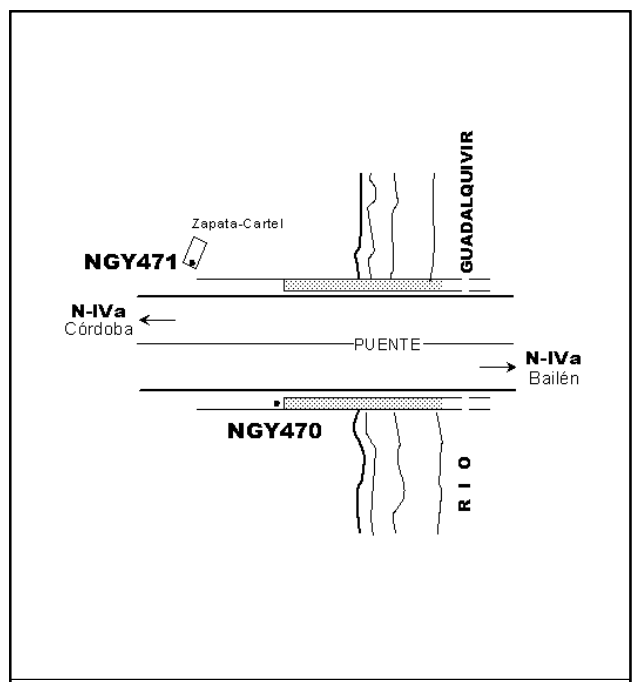 GUADALQUIVIR
Zapata-Cartel
NGY471
N-IVa
Córdoba
PUENTE
N-IVa
Bailén
NGY470
RIO